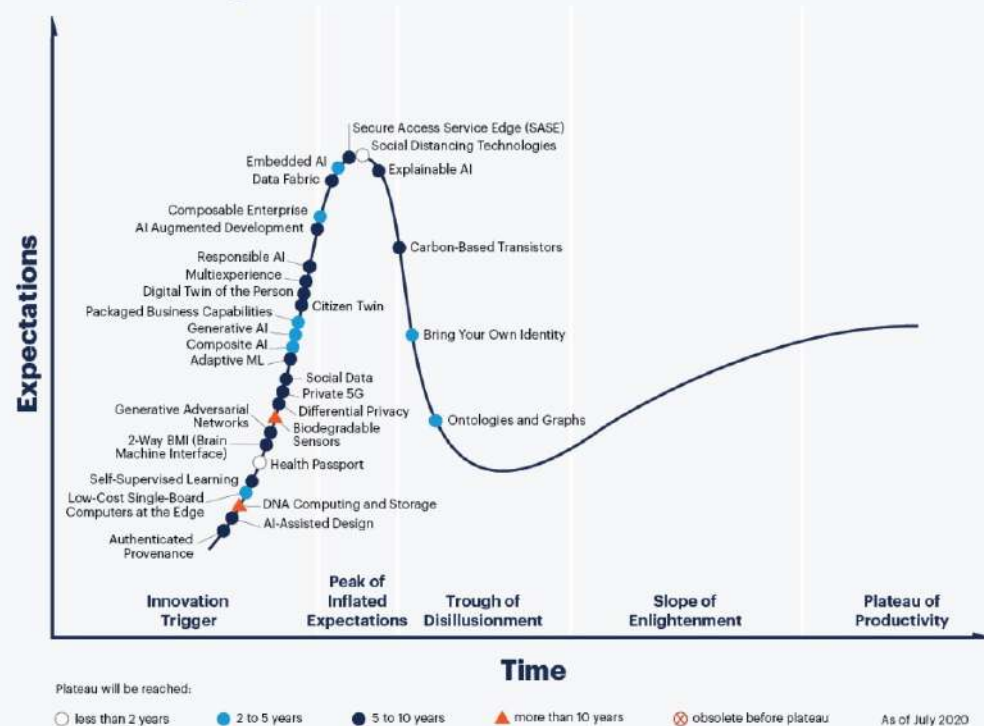 Secure Access Service Edge (SASE)
Social Distancing Technologies
Embedded AI
Explainable AI
Data Fabric
Composable Enterprise
AI Augmented Development
Carbon-Based Transistors
Responsible AI
Multiexperience
Digital Twin of the Person
Citizen Twin
Packaged Business Capabilities
Generative AI
Bring Your Own Identity
Composite AI
Adaptive ML
Social Data
Private 5G
Differential Privacy
Generative Adversarial
Networks
Biodegradable
Sensors
Ontologies and Graphs
2-Way BMI (Brain
Machine Interface)
Health Passport
Self-Supervised Learning
Low-Cost Single-Board
Computers at the Edge
DNA Computing and Storage
AI-Assisted Design
Authenticated
Provenance
Expectations
Innovation
Trigger
Peak of
Inflated
Expectations
Trough of
Disillusionment
Slope of
Enlightenment
Plateau of
Productivity
Time
Plateau will be reached:
less than 2 years
2 to 5 years
5 to 10 years
more than 10 years
obsolete before plateau
As of July 2020